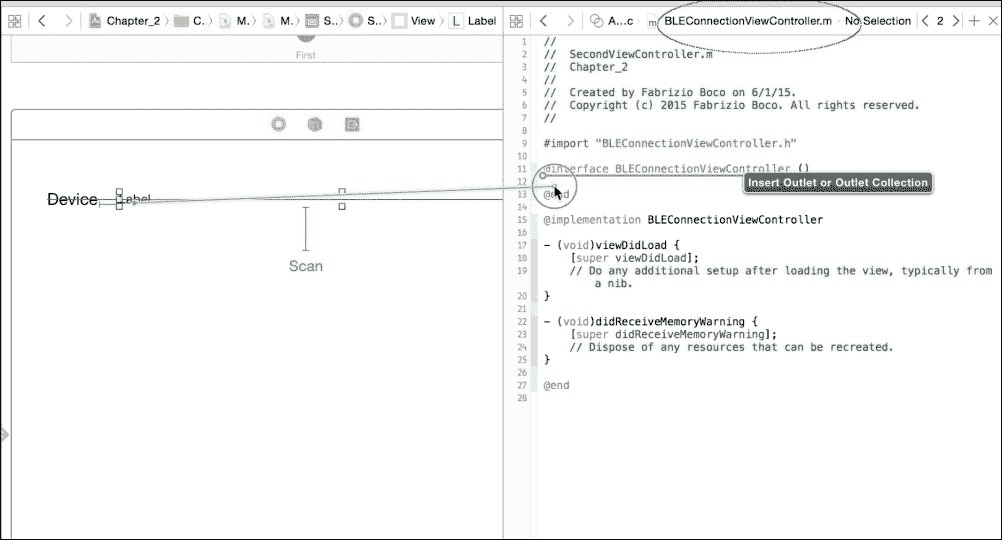 Chapter_2 〉 C.. 〉 M.. 〉 M.. 〉 S... 〉 S... 〉 View 〉 L Label
First
Device Label
Scan
A...c m BLEConnectionViewController.m No Selection < 2 > + ×
1 //
2 //  SecondViewController.m
3 //  Chapter_2
4 //
5 //  Created by Fabrizio Boco on 6/1/15.
6 //  Copyright (c) 2015 Fabrizio Boco. All rights reserved.
7 //
8
9 #import "BLEConnectionViewController.h"
10
11 @interface BLEConnectionViewController ()
12
Insert Outlet or Outlet Collection
13 @end
14
15 @implementation BLEConnectionViewController
16
17 - (void)viewDidLoad {
18     [super viewDidLoad];
19     // Do any additional setup after loading the view, typically from
a nib.
20 }
21
22 - (void)didReceiveMemoryWarning {
23     [super didReceiveMemoryWarning];
24     // Dispose of any resources that can be recreated.
25 }
26
27 @end
28